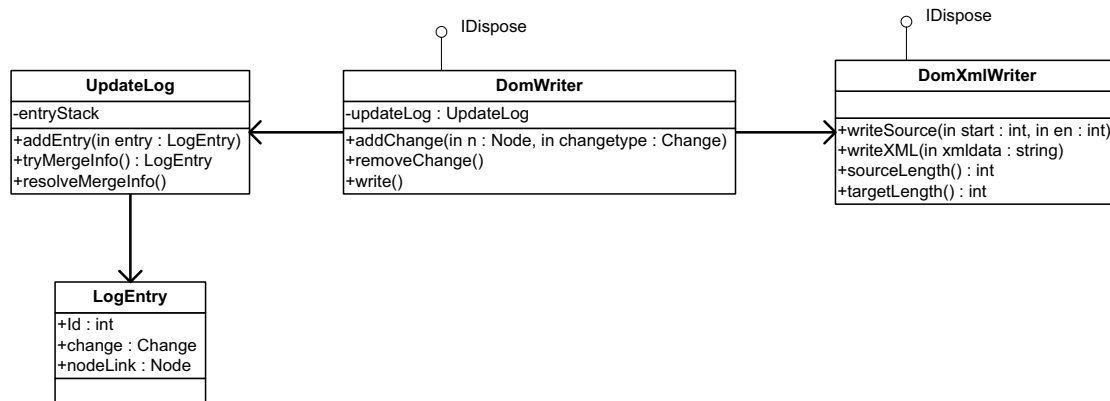 IDispose
IDispose
UpdateLog
-entryStack
+addEntry(in entry : LogEntry)
+tryMergeInfo() : LogEntry
+resolveMergeInfo()
DomWriter
-updateLog : UpdateLog
+addChange(in n : Node, in changetype : Change)
+removeChange()
+write()
DomXmlWriter
+writeSource(in start : int, in en : int)
+writeXML(in xmldata : string)
+sourceLength() : int
+targetLength() : int
LogEntry
+Id : int
+change : Change
+nodeLink : Node